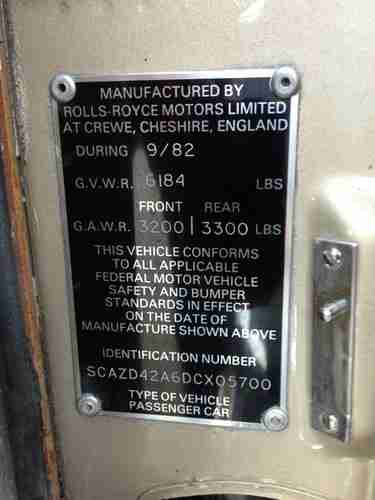 MANUFACTURED BY
ROLLS-ROYCE MOTORS LIMITED
AT CREWE, CHESHIRE, ENGLAND
DURING 9/82
G.V.W.R. 6184 LBS
FRONT REAR
G.A.W.R. 3200 | 3300 LBS
THIS VEHICLE CONFORMS
TO ALL APPLICABLE
FEDERAL MOTOR VEHICLE
SAFETY AND BUMPER
STANDARDS IN EFFECT
ON THE DATE OF
MANUFACTURE SHOWN ABOVE
IDENTIFICATION NUMBER
SCAZD42A6DCX05700
TYPE OF VEHICLE
PASSENGER CAR